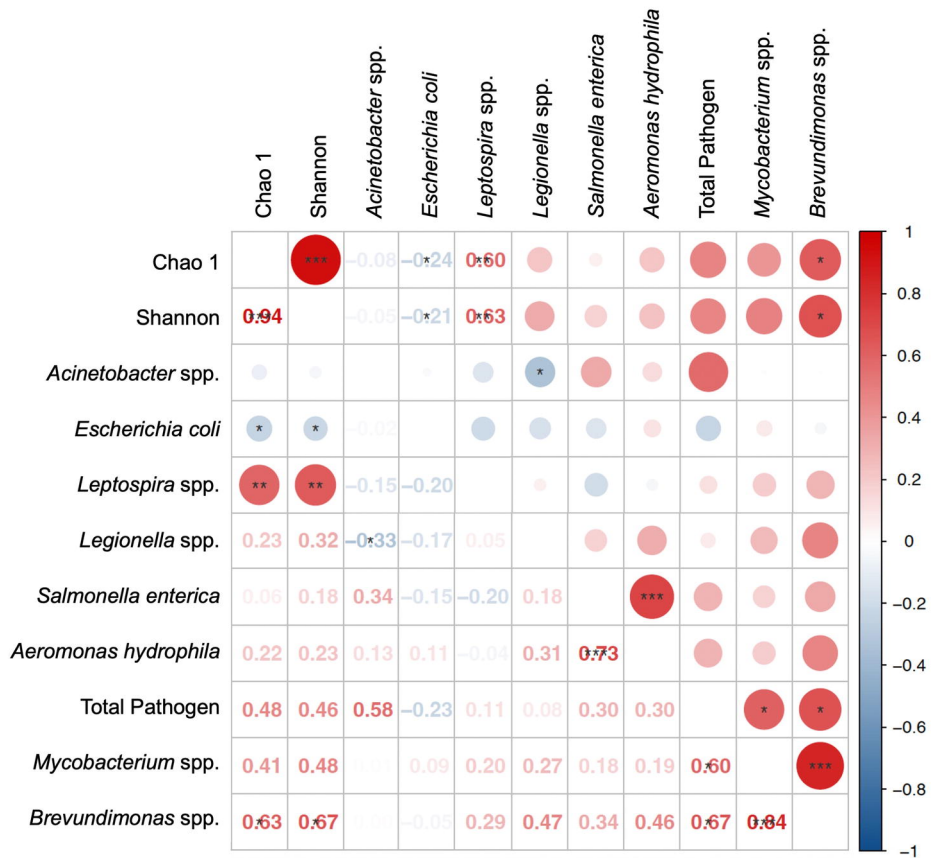 Chao 1 Shannon Acinetobacter spp. Escherichia coli Leptospira spp. Legionella spp. Salmonella enterica Aeromonas hydrophila Total Pathogen Mycobacterium spp. Brevundimonas spp.
Chao 1 *** −0.08 −0.24 * 0.60 ** *
Shannon 0.94 *** −0.05 −0.21 * 0.63 ** *
Acinetobacter spp. *
Escherichia coli * * −0.02
Leptospira spp. ** ** −0.15 −0.20
Legionella spp. 0.23 0.32 −0.33 * −0.17 0.05
Salmonella enterica 0.06 0.18 0.34 −0.15 −0.20 0.18 ***
Aeromonas hydrophila 0.22 0.23 0.13 0.11 −0.04 0.31 0.73 ***
Total Pathogen 0.48 0.46 0.58 −0.23 0.11 0.08 0.30 0.30 * *
Mycobacterium spp. 0.41 0.48 0.09 0.20 0.27 0.18 0.19 0.60 * ***
Brevundimonas spp. 0.63 * 0.67 * −0.05 0.29 0.47 0.34 0.46 0.67 * 0.84 ***
1
0.8
0.6
0.4
0.2
0
−0.2
−0.4
−0.6
−0.8
−1